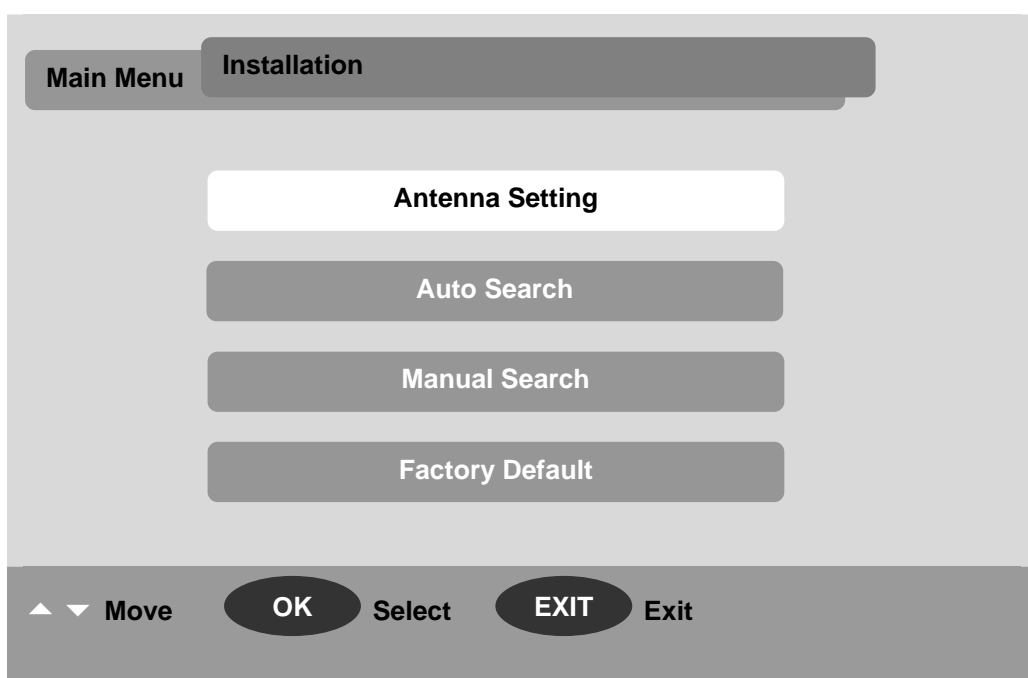 Main Menu Installation
Antenna Setting
Auto Search
Manual Search
Factory Default
Move OK Select EXIT Exit